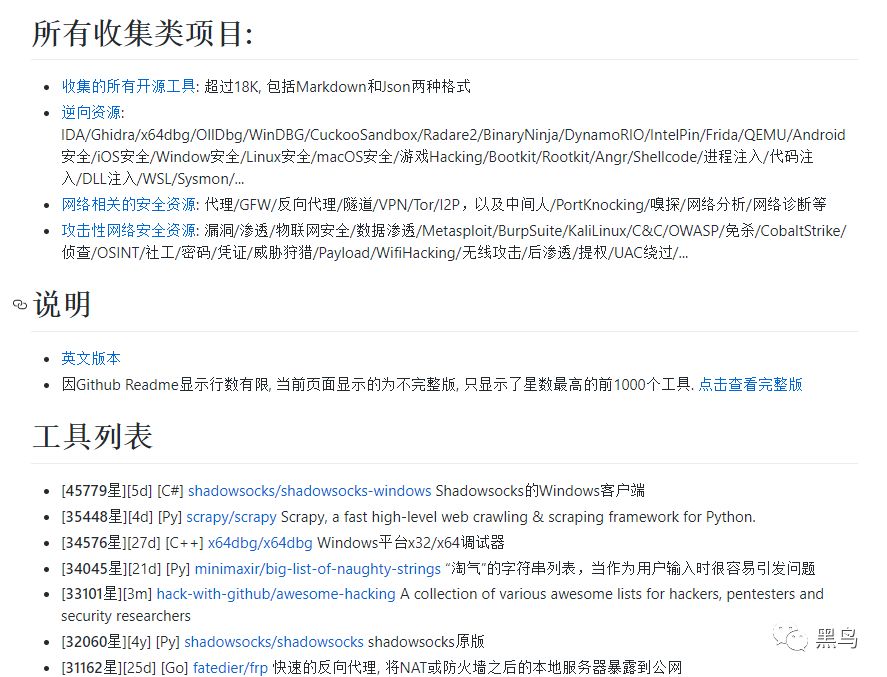 所有收集类项目:
收集的所有开源工具: 超过18K, 包括Markdown和Json两种格式
逆向资源:
IDA/Ghidra/x64dbg/OllDbg/WinDBG/CuckooSandbox/Radare2/BinaryNinja/DynamoRIO/IntelPin/Frida/QEMU/Android
安全/iOS安全/Window安全/Linux安全/macOS安全/游戏Hacking/Bootkit/Rootkit/Angr/Shellcode/进程注入/代码注
入/DLL注入/WSL/Sysmon/...
网络相关的安全资源: 代理/GFW/反向代理/隧道/VPN/Tor/I2P，以及中间人/PortKnocking/嗅探/网络分析/网络诊断等
攻击性网络安全资源: 漏洞/渗透/物联网安全/数据渗透/Metasploit/BurpSuite/KaliLinux/C&C/OWASP/免杀/CobaltStrike/
侦查/OSINT/社工/密码/凭证/威胁狩猎/Payload/WifiHacking/无线攻击/后渗透/提权/UAC绕过/...
说明
英文版本
因Github Readme显示行数有限, 当前页面显示的为不完整版, 只显示了星数最高的前1000个工具. 点击查看完整版
工具列表
[45779星][5d] [C#] shadowsocks/shadowsocks-windows Shadowsocks的Windows客户端
[35448星][4d] [Py] scrapy/scrapy Scrapy, a fast high-level web crawling & scraping framework for Python.
[34576星][27d] [C++] x64dbg/x64dbg Windows平台x32/x64调试器
[34045星][21d] [Py] minimaxir/big-list-of-naughty-strings “淘气”的字符串列表，当作为用户输入时很容易引发问题
[33101星][3m] hack-with-github/awesome-hacking A collection of various awesome lists for hackers, pentesters and
security researchers
[32060星][4y] [Py] shadowsocks/shadowsocks shadowsocks原版
[31162星][25d] [Go] fatedier/frp 快速的反向代理, 将NAT或防火墙之后的本地服务器暴露到公网
黑鸟